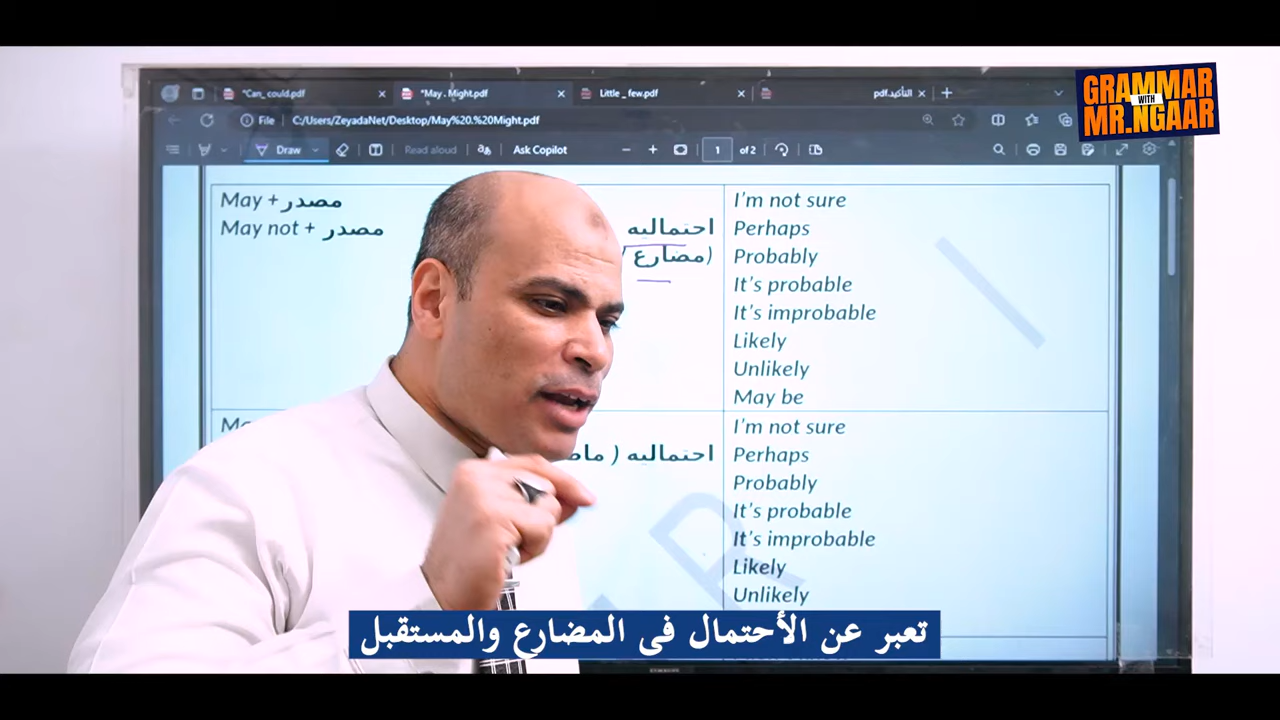 GRAMMAR
WITH
MR.NGAAR
*Can_ could.pdf
*May . Might.pdf
Little _ few.pdf
التأكيد.pdf
File C:/Users/ZeyadaNet/Desktop/May%20.%20Might.pdf
Draw
Read aloud
Ask Copilot
1 of 2
May + مصدر
May not + مصدر
احتماليه
(مضارع /
I'm not sure
Perhaps
Probably
It's probable
It's improbable
Likely
Unlikely
May be
احتماليه (
I'm not sure
Perhaps
Probably
It's probable
It's improbable
Likely
Unlikely
تعبر عن الأحتمال فى المضارع والمستقبل